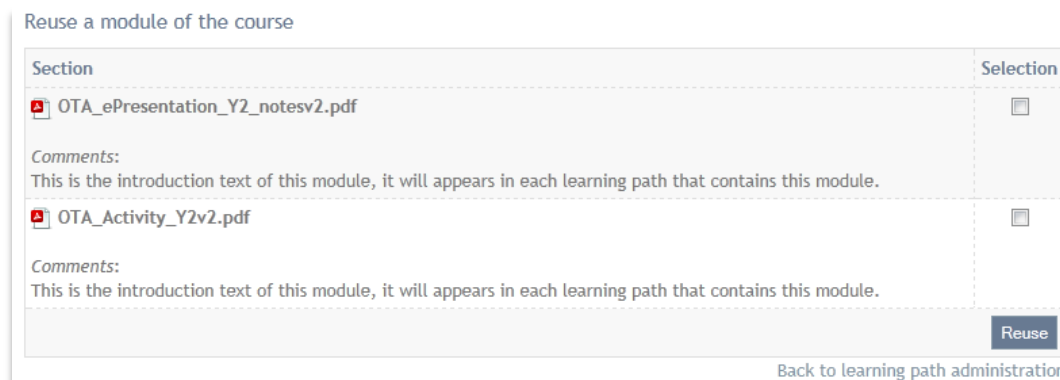 Reuse a module of the course
Section Selection
OTA_ePresentation_Y2_notesv2.pdf
Comments:
This is the introduction text of this module, it will appears in each learning path that contains this module.
OTA_Activity_Y2v2.pdf
Comments:
This is the introduction text of this module, it will appears in each learning path that contains this module.
Reuse
Back to learning path administration